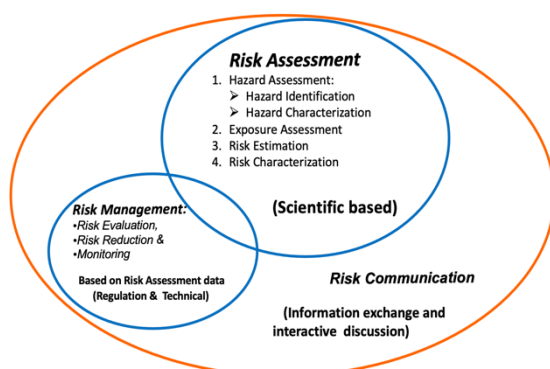 Risk Assessment
1. Hazard Assessment:
➢ Hazard Identification
➢ Hazard Characterization
2. Exposure Assessment
3. Risk Estimation
4. Risk Characterization
(Scientific based)
Risk Management:
•Risk Evaluation,
•Risk Reduction &
•Monitoring
Based on Risk Assessment data
(Regulation & Technical)
Risk Communication
(Information exchange and
interactive discussion)